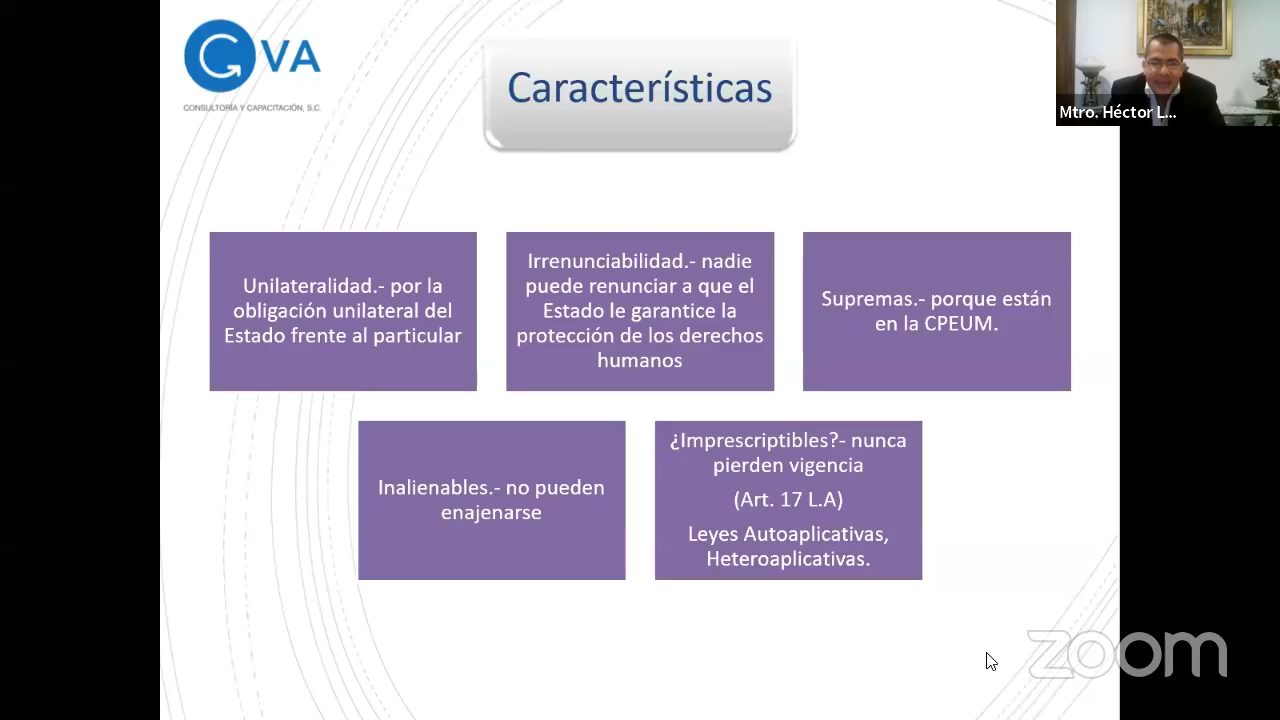 GVA
CONSULTORÍA Y CAPACITACIÓN, S.C.
Características
Mtro. Héctor L...
Unilateralidad.- por la
obligación unilateral del
Estado frente al particular
Irrenunciabilidad.- nadie
puede renunciar a que el
Estado le garantice la
protección de los derechos
humanos
Supremas.- porque están
en la CPEUM.
Inalienables.- no pueden
enajenarse
¿Imprescriptibles?- nunca
pierden vigencia
(Art. 17 L.A)
Leyes Autoaplicativas,
Heteroaplicativas.
zoom